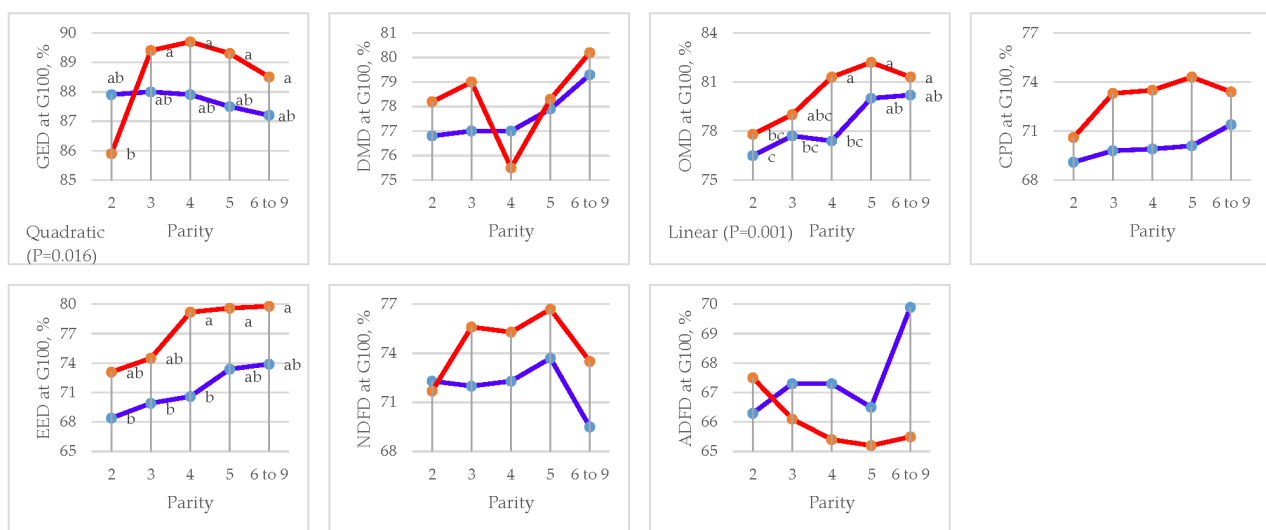 GED at G100, %
90
89
88
87
86
85
ab
a
a
a
a
ab
ab
ab
ab
b
2 3 4 5 6 to 9
Parity
Quadratic
(P=0.016)
DMD at G100, %
81
80
79
78
77
76
75
2 3 4 5 6 to 9
Parity
OMD at G100, %
84
81
78
75
a
a
a
abc
bc
ab
ab
c
bc
bc
2 3 4 5 6 to 9
Linear (P=0.001) Parity
CPD at G100, %
77
74
71
68
2 3 4 5 6 to 9
Parity
EED at G100, %
80
77
74
71
68
65
a
a
a
ab
ab
ab
ab
b
b
b
2 3 4 5 6 to 9
Parity
NDFD at G100, %
77
74
71
68
2 3 4 5 6 to 9
Parity
ADFD at G100, %
70
69
68
67
66
65
2 3 4 5 6 to 9
Parity